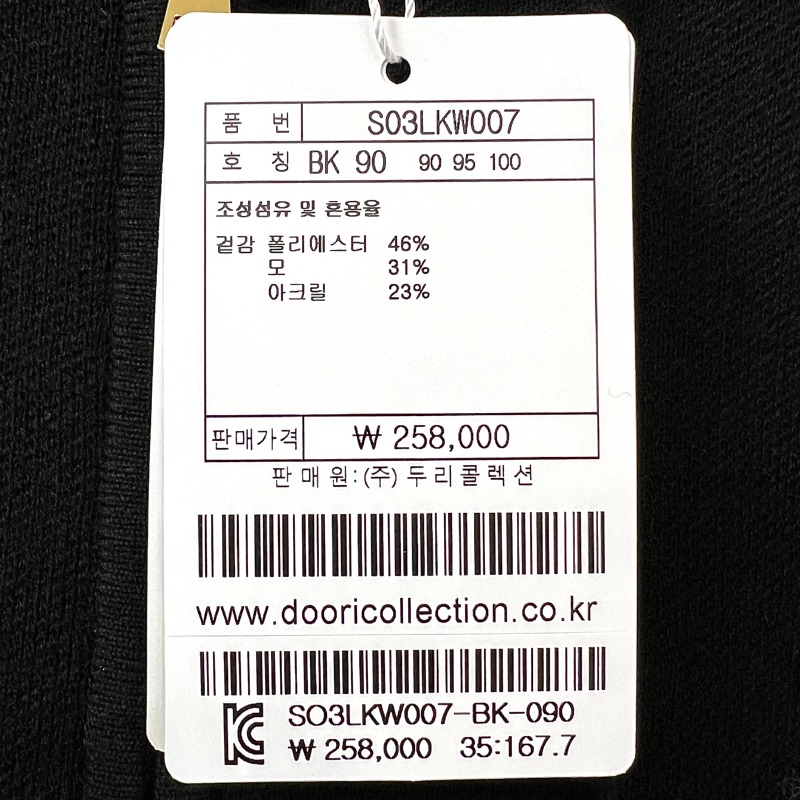 품 번 S03LKW007
호 칭 BK 90 90 95 100
조성섬유 및 혼용율
겉감 폴리에스터 46%
모 31%
아크릴 23%
판매가격 ₩ 258,000
판 매 원:(주) 두 리 콜 렉 션
www.dooricollection.co.kr
S03LKW007-BK-090
₩ 258,000 35:167.7